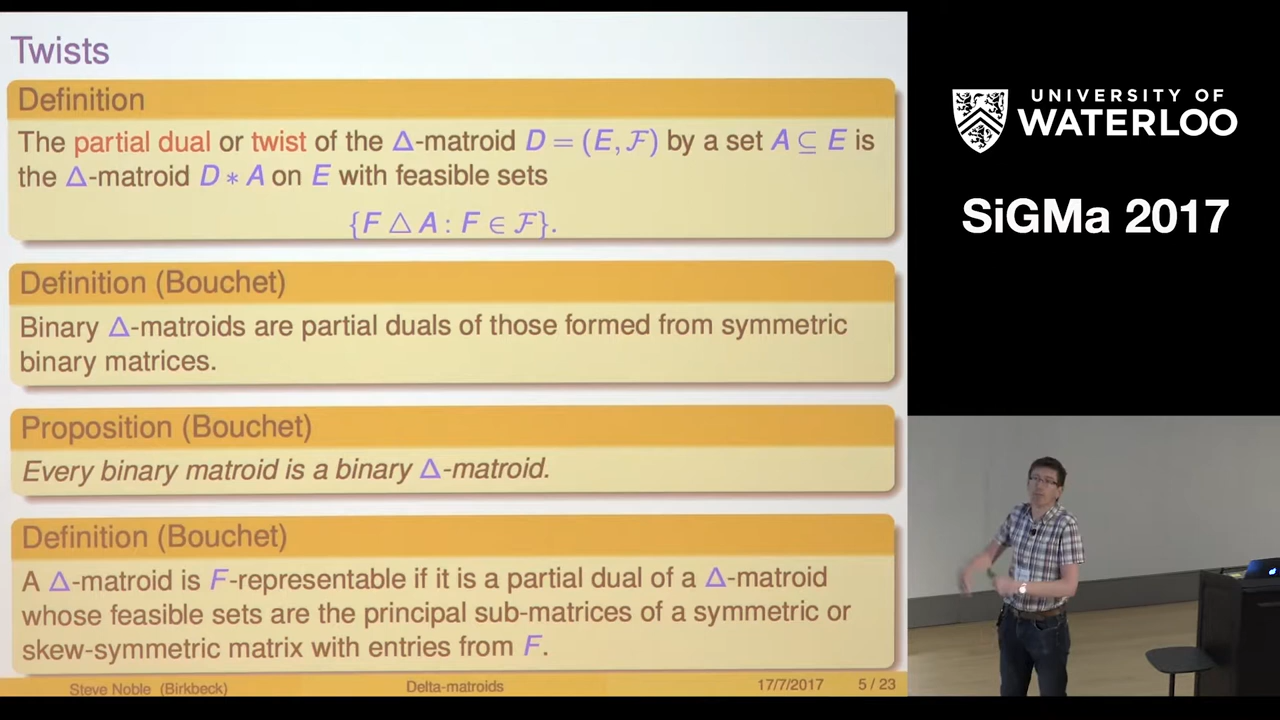 Twists
Definition
The partial dual or twist of the Δ-matroid D = (E, ℱ) by a set A ⊆ E is
the Δ-matroid D ∗ A on E with feasible sets
{F △ A : F ∈ ℱ}.
Definition (Bouchet)
Binary Δ-matroids are partial duals of those formed from symmetric
binary matrices.
Proposition (Bouchet)
Every binary matroid is a binary Δ-matroid.
Definition (Bouchet)
A Δ-matroid is F-representable if it is a partial dual of a Δ-matroid
whose feasible sets are the principal sub-matrices of a symmetric or
skew-symmetric matrix with entries from F.
Steve Noble (Birkbeck) Delta-matroids 17/7/2017 5 / 23
UNIVERSITY OF
WATERLOO
SiGMa 2017